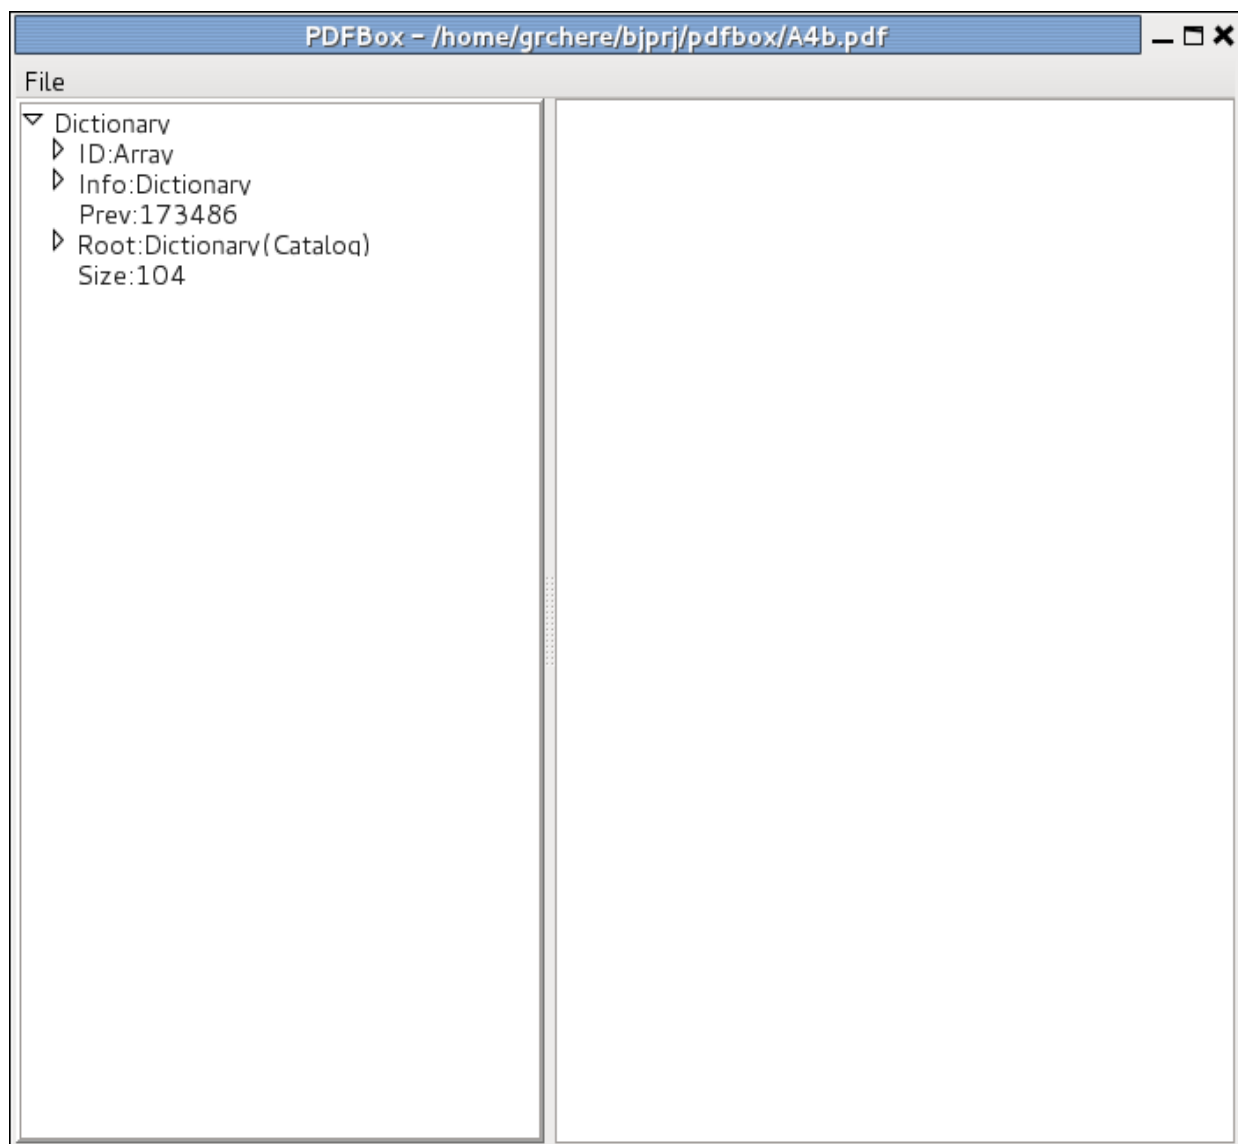 PDFBox - /home/grchere/bjprj/pdfbox/A4b.pdf
File
Dictionary
ID:Array
Info:Dictionary
Prev:173486
Root:Dictionary(Catalog)
Size:104